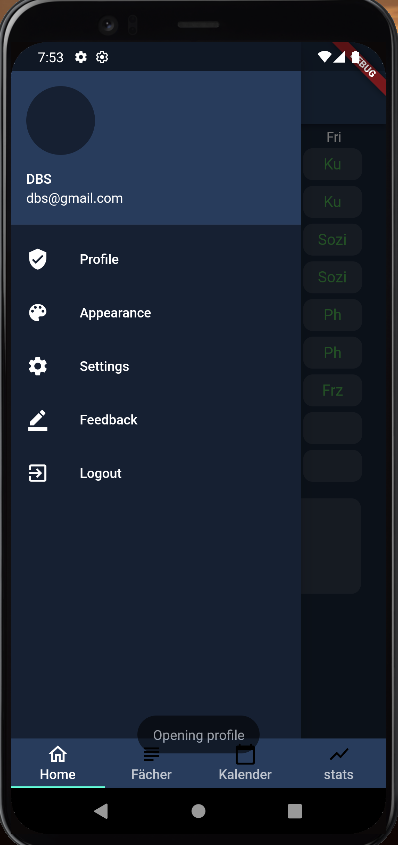 7:53
BUG
DBS
dbs@gmail.com
Fri
Ku
Ku
Sozi
Sozi
Ph
Ph
Frz
Profile
Appearance
Settings
Feedback
Logout
Opening profile
Home
Fächer
Kalender
stats